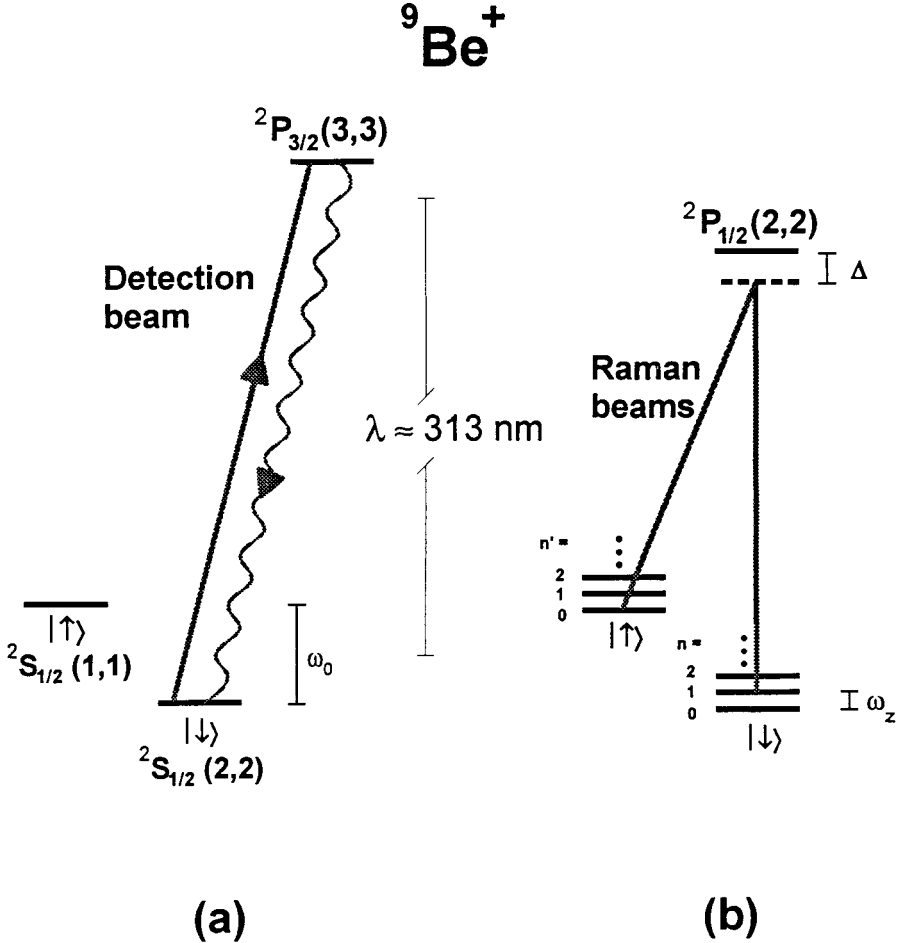 ⁹Be⁺
²P₃/₂(3,3)
Detection
beam
λ ≈ 313 nm
|↑⟩
²S₁/₂ (1,1)
ω₀
|↓⟩
²S₁/₂ (2,2)
(a)
²P₁/₂(2,2)
Δ
Raman
beams
n' =
2
1
0
|↑⟩
n =
2
1
0
ω_z
|↓⟩
(b)